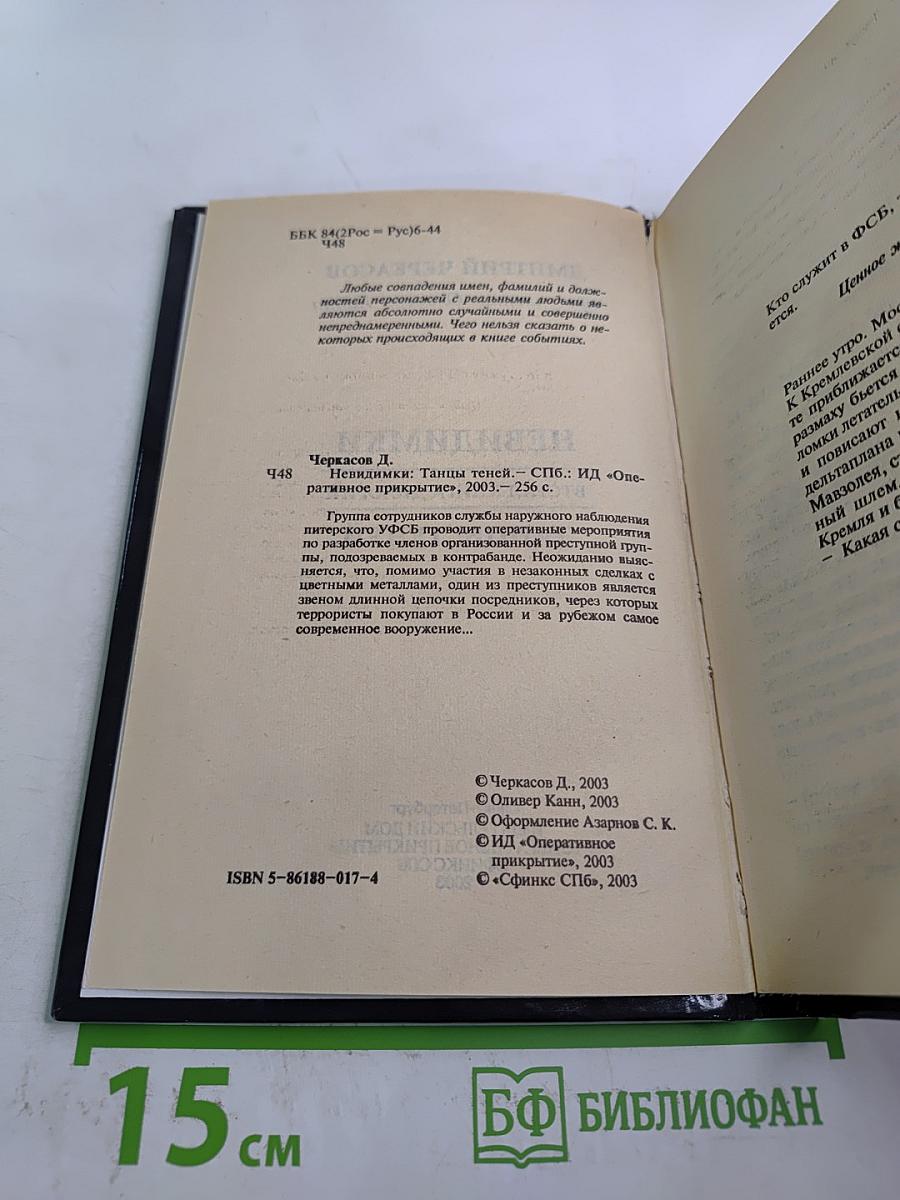 ББК 84(2Рос = Рус)6-44
Ч48
Любые совпадения имен, фамилий и долж-
ностей персонажей с реальными людьми яв-
ляются абсолютно случайными и совершенно
непреднамеренными. Чего нельзя сказать о не-
которых происходящих в книге событиях.
Черкасов Д.
Ч48 Невидимки: Танцы теней.– СПб.: ИД «Опе-
ративное прикрытие», 2003.– 256 с.
Группа сотрудников службы наружного наблюдения
питерского УФСБ проводит оперативные мероприятия
по разработке членов организованной преступной груп-
пы, подозреваемых в контрабанде. Неожиданно выяс-
няется, что, помимо участия в незаконных сделках с
цветными металлами, один из преступников является
звеном длинной цепочки посредников, через которых
террористы покупают в России и за рубежом самое
современное вооружение...
© Черкасов Д., 2003
© Оливер Канн, 2003
© Оформление Азарнов С. К.
© ИД «Оперативное
прикрытие», 2003
© «Сфинкс СПб», 2003
ISBN 5-86188-017-4
Кто служит в ФСБ,
ется.
Ценное
Раннее утро.
К Кремлевской
те приближаетс
размаху бьется
ломки летатель
и повисают
дельтаплана
Мавзолея,
ный шлем,
Кремля и
– Какая
15 см
БФ БИБЛИОФАН